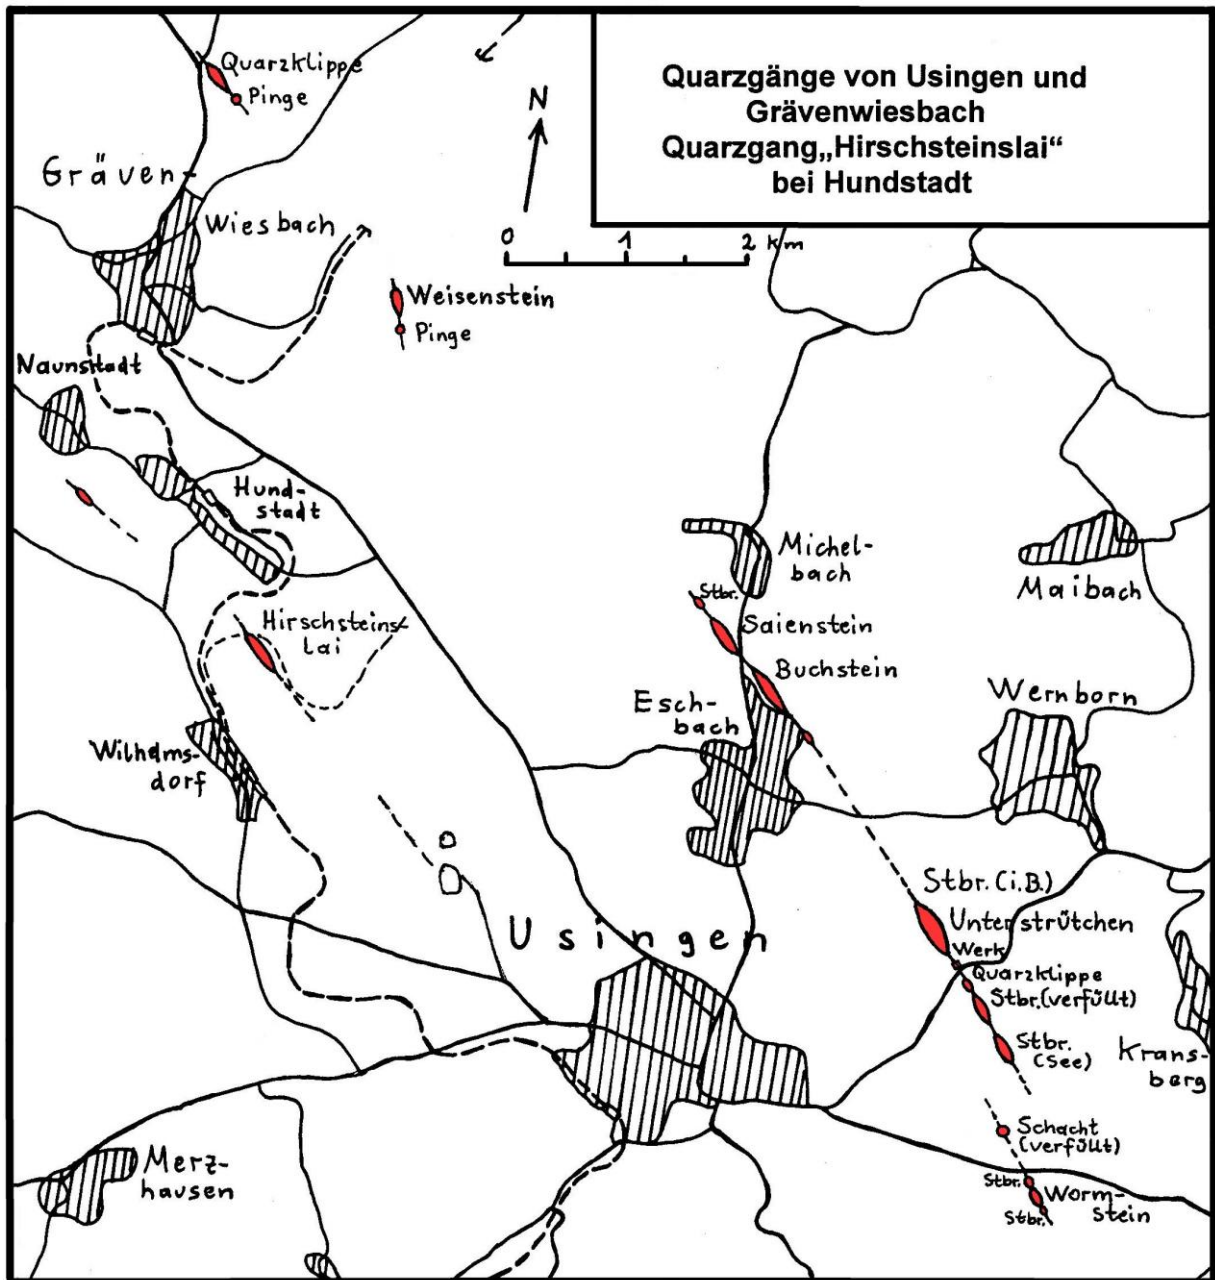 Quarzgänge von Usingen und
Grävenwiesbach
Quarzgang„Hirschsteinslai“
bei Hundstadt
Quarzklippe
Pinge
N
Gräven-
Wiesbach
0 1 2 km
Weisenstein
Pinge
Naunstadt
Hund-
stadt
Michel-
bach
Maibach
Stbr.
Saienstein
Hirschsteins-
Lai
Buchstein
Wernborn
Esch-
bach
Wilhelms-
dorf
Stbr. (i.B.)
Unterstrütchen
Usingen
Werk
Quarzklippe
Stbr.(verfüllt)
Stbr.
(See)
Krans-
berg
Schacht
(verfüllt)
Merz-
hausen
Stbr.
Worm-
stein
Stbr.